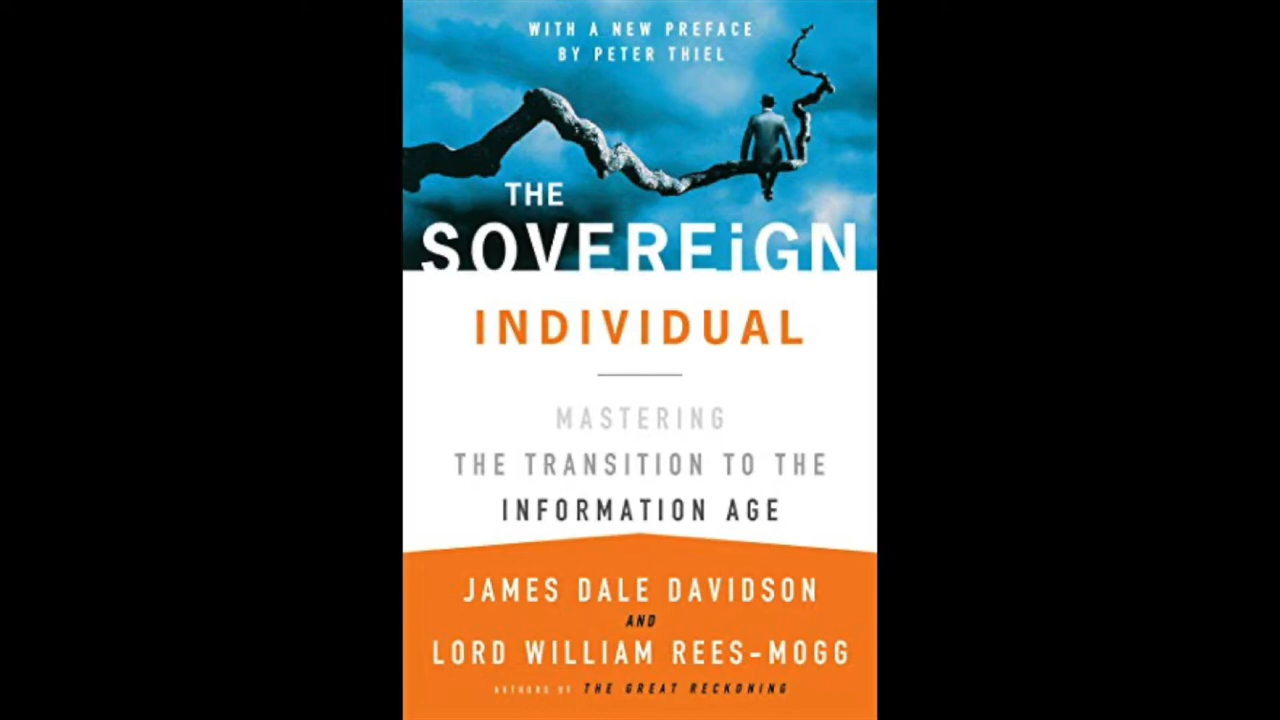 WITH A NEW PREFACE
BY PETER THIEL
THE
SOVEREiGN
INDIVIDUAL
MASTERING
THE TRANSITION TO THE
INFORMATION AGE
JAMES DALE DAVIDSON
AND
LORD WILLIAM REES-MOGG
AUTHORS OF THE GREAT RECKONING